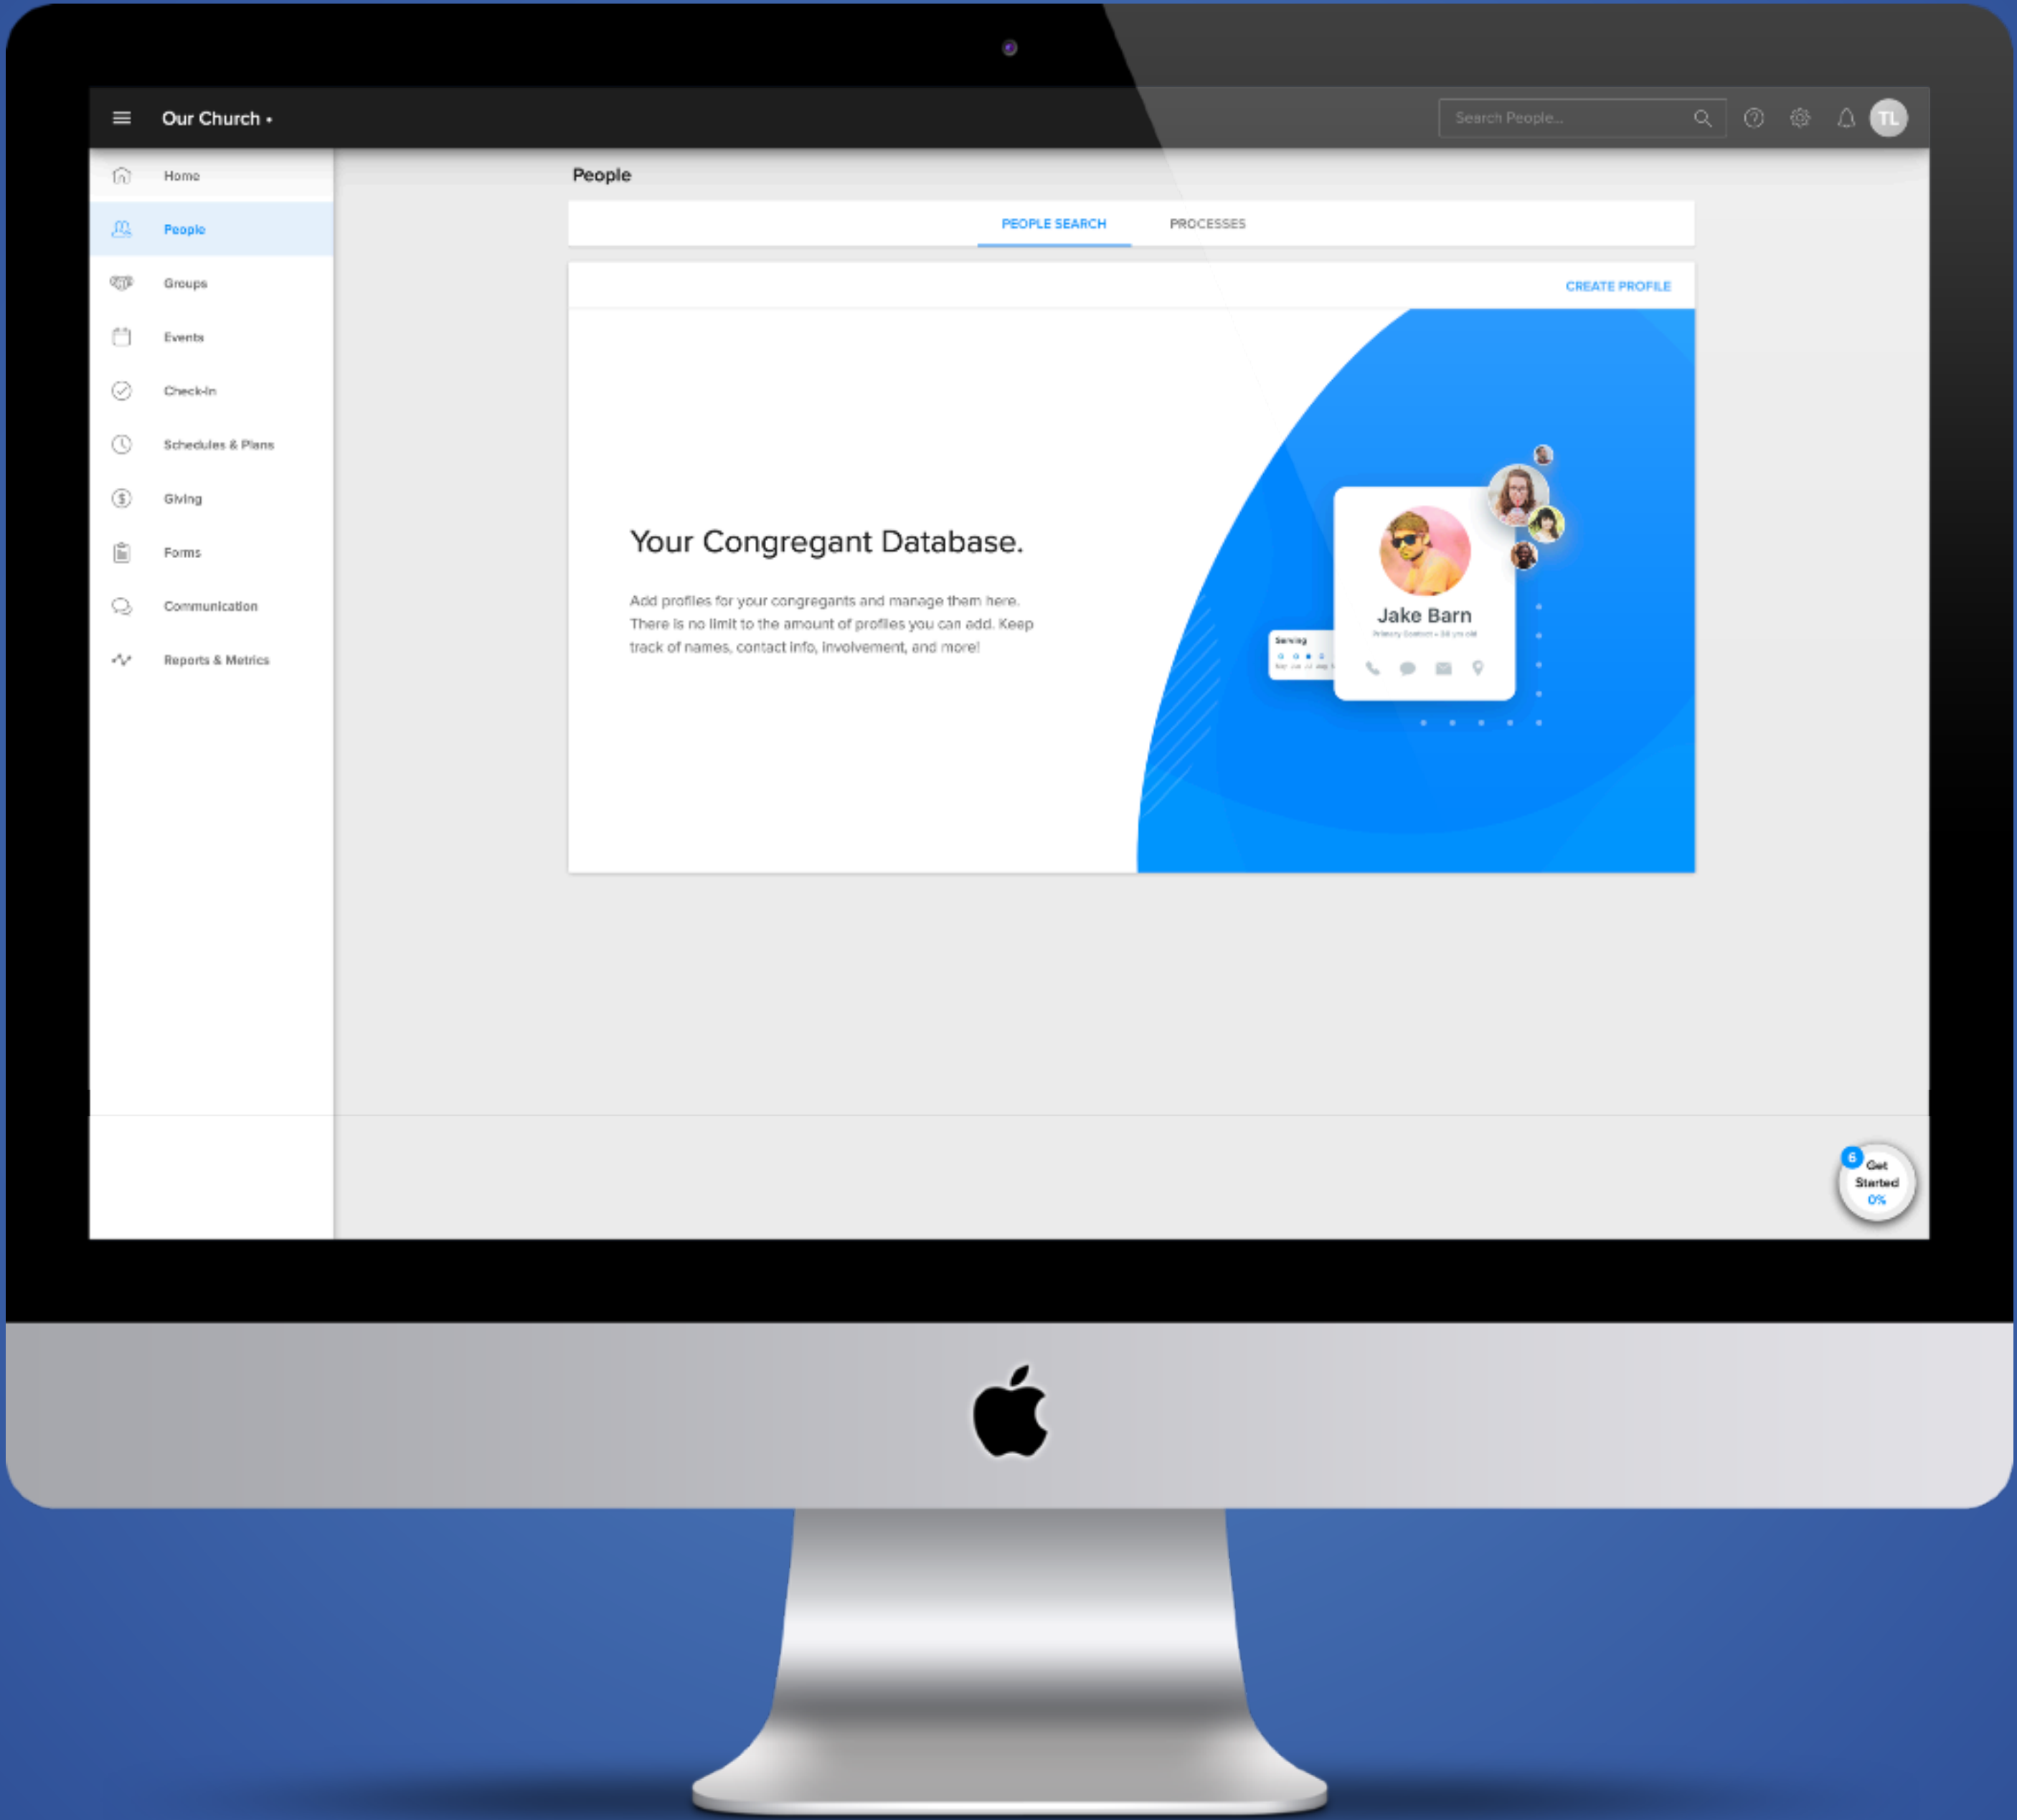 Our Church •
Search People...
TL
Home
People
Groups
Events
Check-In
Schedules & Plans
Giving
Forms
Communication
Reports & Metrics
People
PEOPLE SEARCH
PROCESSES
CREATE PROFILE
Your Congregant Database.
Add profiles for your congregants and manage them here.
There is no limit to the amount of profiles you can add. Keep
track of names, contact info, involvement, and more!
Jake Barn
Primary Contact •
Serving
6
Get
Started
0%